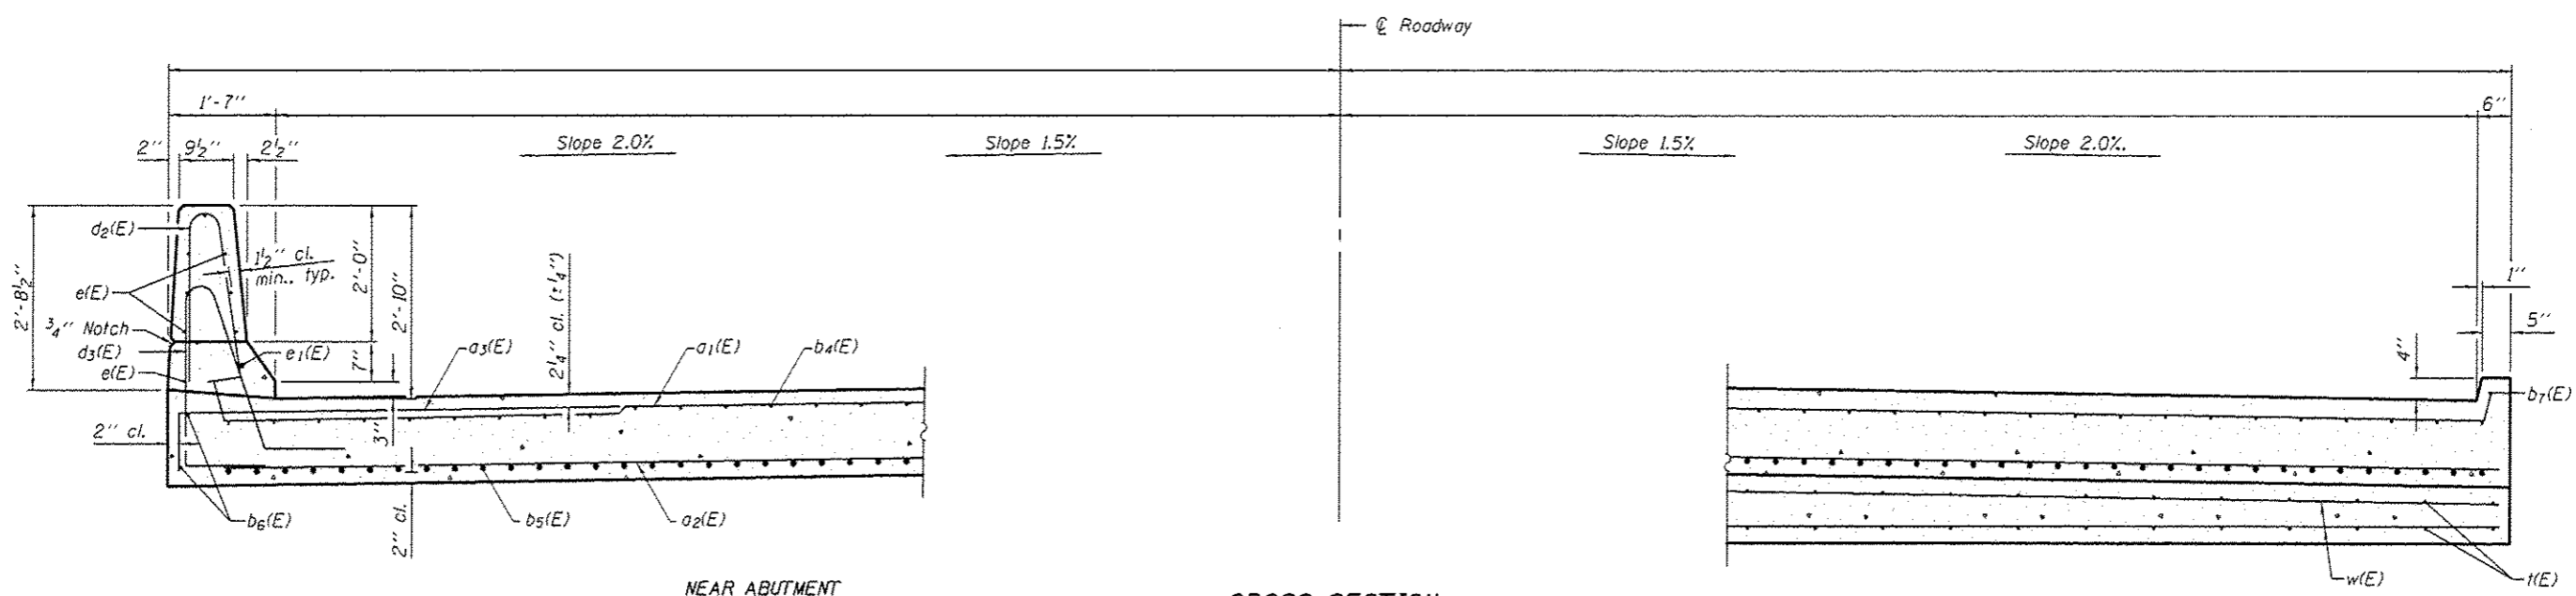 ℄ Roadway
1'-7"
6"
2" 9½" 2½"
Slope 2.0%
Slope 1.5%
Slope 1.5%
Slope 2.0%.
d₂(E)
1½" cl.
min., typ.
2'-0"
2'-10"
2¼" cl. (±¼")
2'-8½"
e(E)
¾" Notch
d₃(E)
e(E)
e₁(E)
7"
a₃(E)
a₁(E)
b₄(E)
1"
5"
4"
b₇(E)
2" cl.
3"
b₆(E)
2" cl.
b₅(E)
a₂(E)
w(E)
t(E)
NEAR ABUTMENT
CROSS SECTION